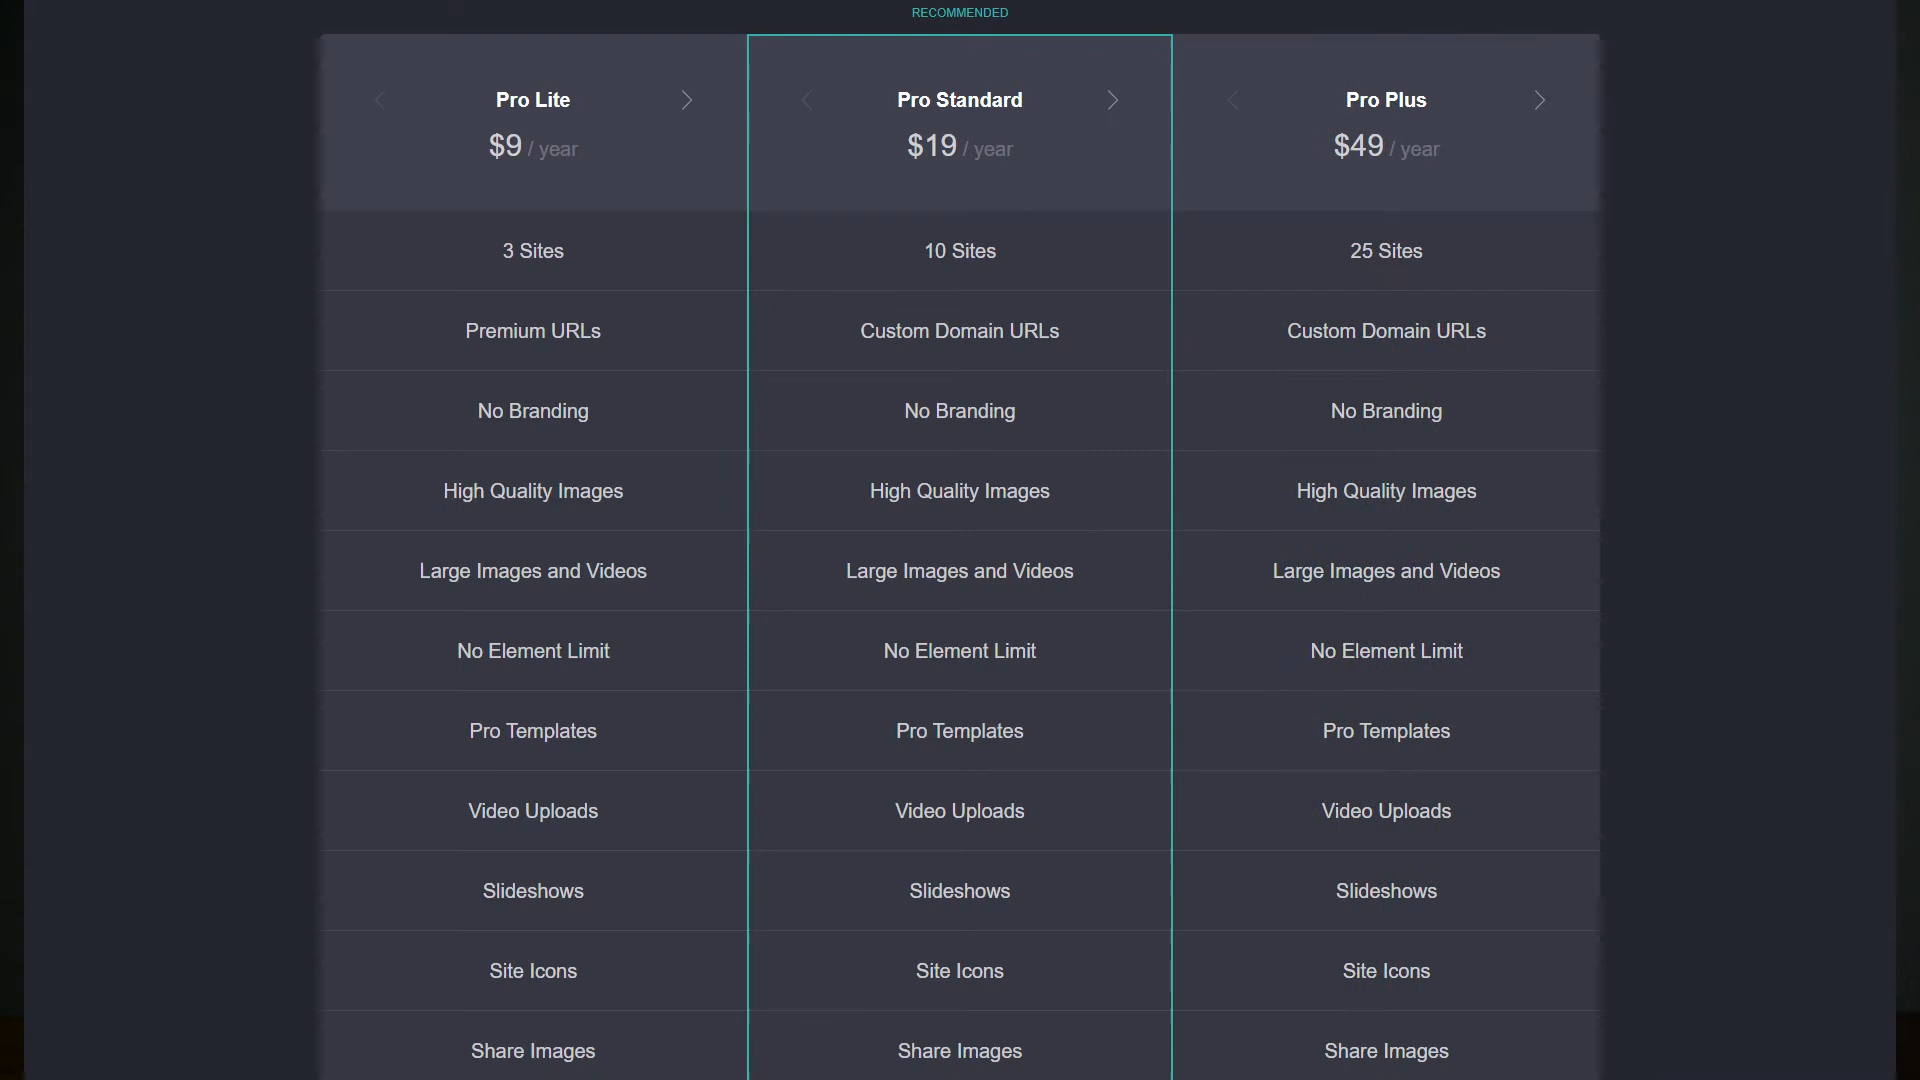 RECOMMENDED
Pro Lite
$9 / year
3 Sites
Premium URLs
No Branding
High Quality Images
Large Images and Videos
No Element Limit
Pro Templates
Video Uploads
Slideshows
Site Icons
Share Images
Pro Standard
$19 / year
10 Sites
Custom Domain URLs
No Branding
High Quality Images
Large Images and Videos
No Element Limit
Pro Templates
Video Uploads
Slideshows
Site Icons
Share Images
Pro Plus
$49 / year
25 Sites
Custom Domain URLs
No Branding
High Quality Images
Large Images and Videos
No Element Limit
Pro Templates
Video Uploads
Slideshows
Site Icons
Share Images